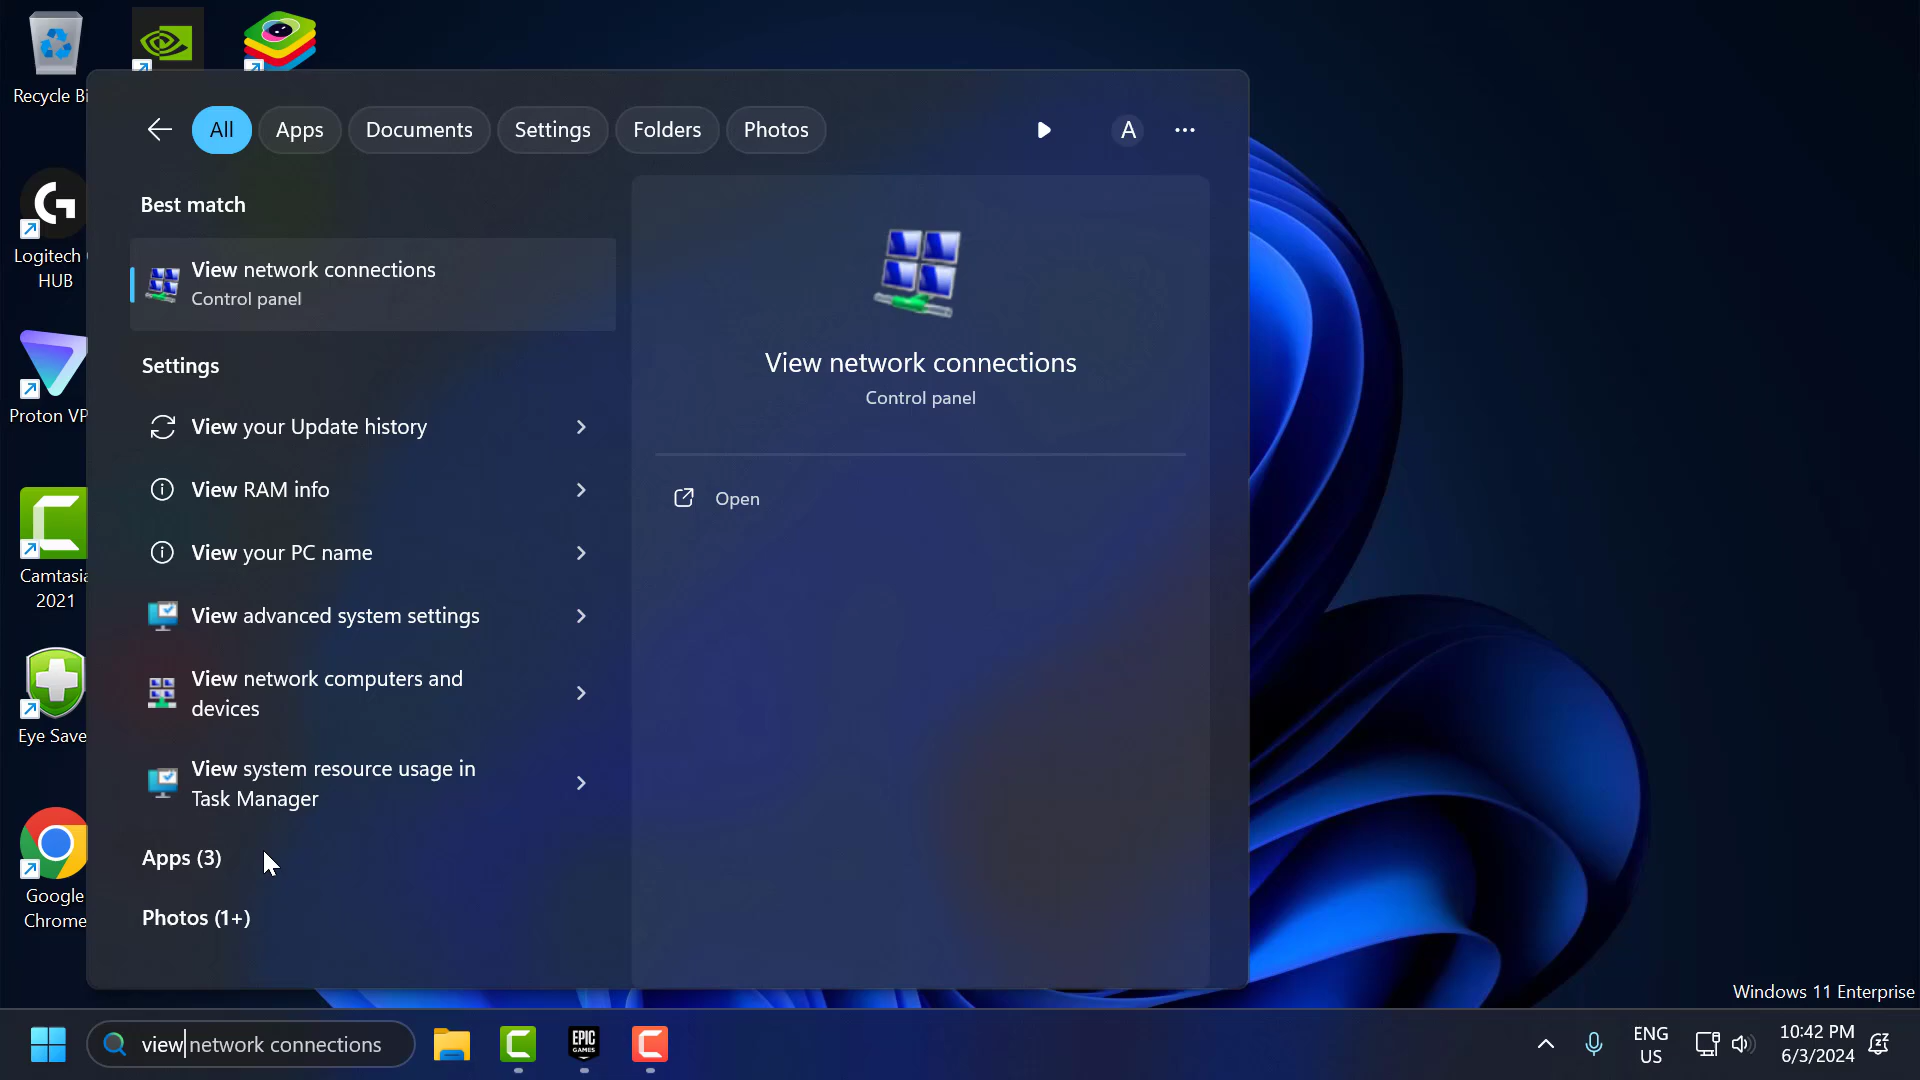 Recycle Bi
All
Apps
Documents
Settings
Folders
Photos
A
Best match
View network connections
Control panel
Settings
View your Update history
View RAM info
View your PC name
View advanced system settings
View network computers and
devices
View system resource usage in
Task Manager
Apps (3)
Photos (1+)
View network connections
Control panel
Open
Logitech
HUB
Proton VP
Camtasia
2021
Eye Save
Google
Chrome
Windows 11 Enterprise
view network connections
EPIC
GAMES
ENG
US
10:42 PM
6/3/2024